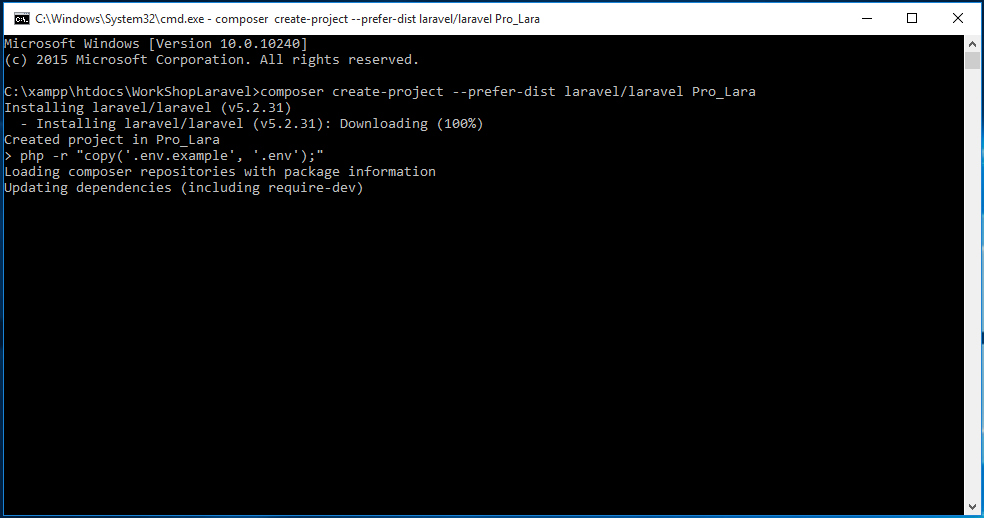 C:\Windows\System32\cmd.exe - composer  create-project --prefer-dist laravel/laravel Pro_Lara
Microsoft Windows [Version 10.0.10240]
(c) 2015 Microsoft Corporation. All rights reserved.
C:\xampp\htdocs\WorkShopLaravel>composer create-project --prefer-dist laravel/laravel Pro_Lara
Installing laravel/laravel (v5.2.31)
  - Installing laravel/laravel (v5.2.31): Downloading (100%)
Created project in Pro_Lara
> php -r "copy('.env.example', '.env');"
Loading composer repositories with package information
Updating dependencies (including require-dev)